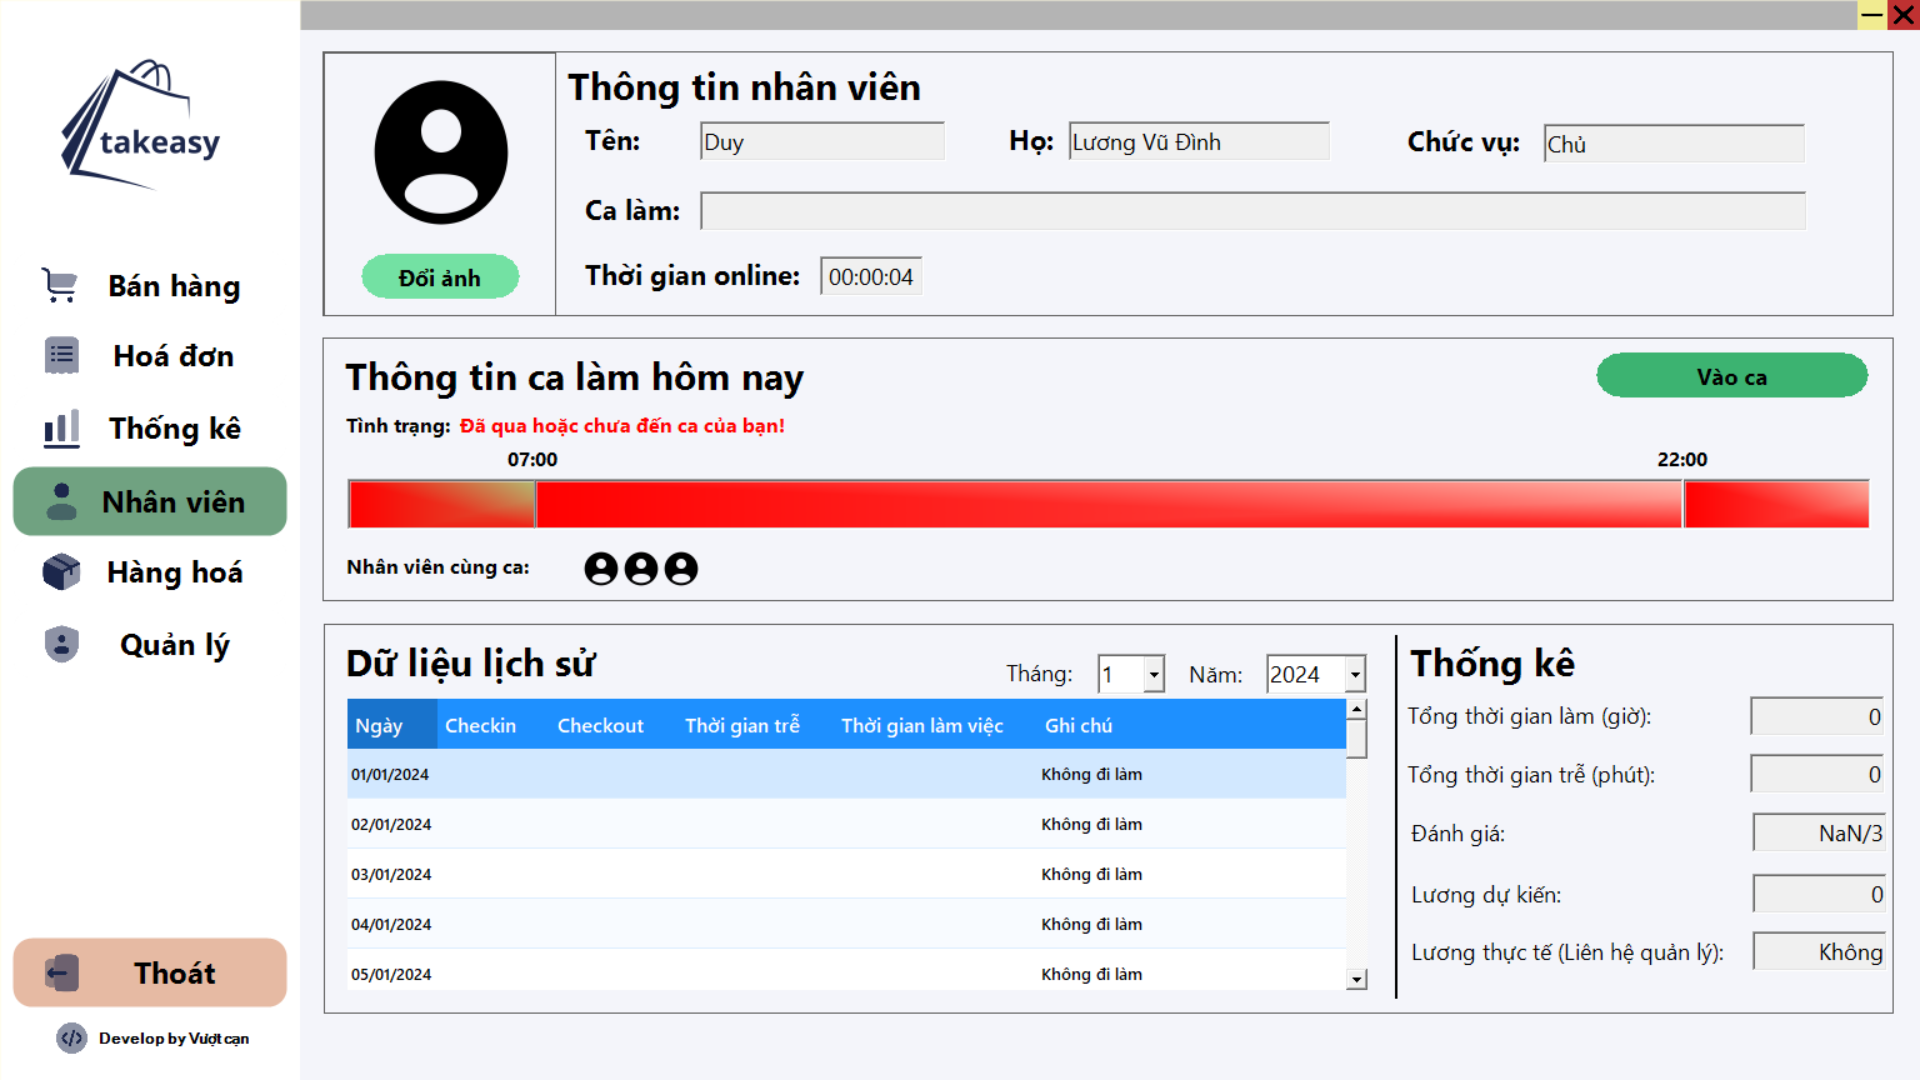 takeasy
Bán hàng
Hoá đơn
Thống kê
Nhân viên
Hàng hoá
Quản lý
Thoát
Develop by Vượt cạn
Đổi ảnh
Thông tin nhân viên
Tên: Duy Họ: Lương Vũ Đình Chức vụ: Chủ
Ca làm:
Thời gian online: 00:00:04
Thông tin ca làm hôm nay
Vào ca
Tình trạng: Đã qua hoặc chưa đến ca của bạn!
07:00 22:00
Nhân viên cùng ca:
Dữ liệu lịch sử
Tháng: 1 Năm: 2024
Ngày Checkin Checkout Thời gian trễ Thời gian làm việc Ghi chú
01/01/2024 Không đi làm
02/01/2024 Không đi làm
03/01/2024 Không đi làm
04/01/2024 Không đi làm
05/01/2024 Không đi làm
Thống kê
Tổng thời gian làm (giờ): 0
Tổng thời gian trễ (phút): 0
Đánh giá: NaN/3
Lương dự kiến: 0
Lương thực tế (Liên hệ quản lý): Không